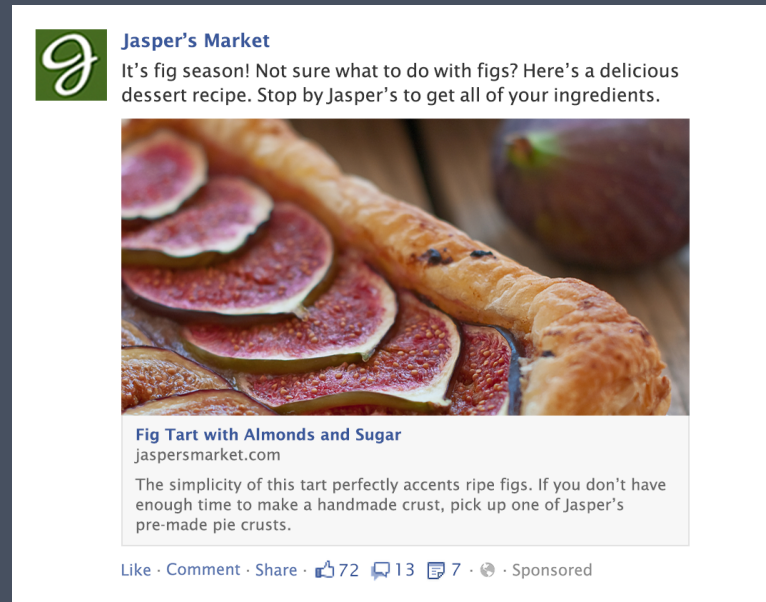 Jasper’s Market
It’s fig season! Not sure what to do with figs? Here’s a delicious
dessert recipe. Stop by Jasper’s to get all of your ingredients.
Fig Tart with Almonds and Sugar
jaspersmarket.com
The simplicity of this tart perfectly accents ripe figs. If you don’t have
enough time to make a handmade crust, pick up one of Jasper’s
pre-made pie crusts.
Like · Comment · Share · 72 13 7 · · Sponsored